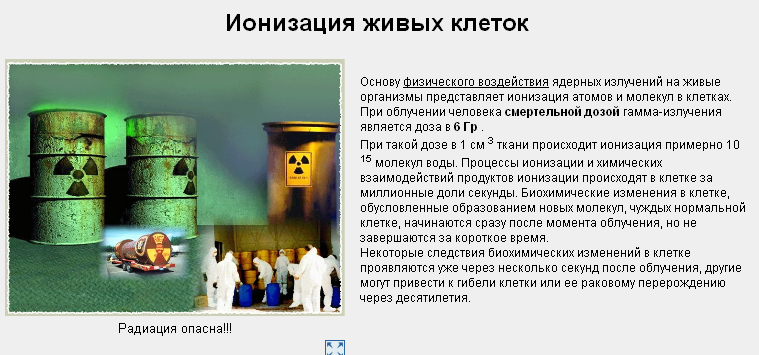 Ионизация живых клеток
Основу физического воздействия ядерных излучений на живые
организмы представляет ионизация атомов и молекул в клетках.
При облучении человека смертельной дозой гамма-излучения
является доза в 6 Гр .
При такой дозе в 1 см 3 ткани происходит ионизация примерно 10
15 молекул воды. Процессы ионизации и химических
взаимодействий продуктов ионизации происходят в клетке за
миллионные доли секунды. Биохимические изменения в клетке,
обусловленные образованием новых молекул, чуждых нормальной
клетке, начинаются сразу после момента облучения, но не
завершаются за короткое время.
Некоторые следствия биохимических изменений в клетке
проявляются уже через несколько секунд после облучения, другие
могут привести к гибели клетки или ее раковому перерождению
через десятилетия.
Радиация опасна!!!